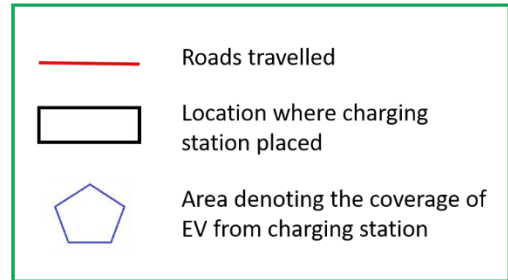 Roads travelled
Location where charging
station placed
Area denoting the coverage of
EV from charging station